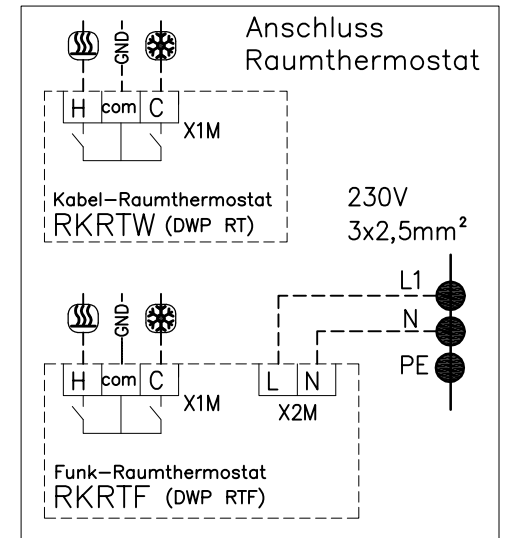 Anschluss
Raumthermostat
GND
H com C
X1M
Kabel-Raumthermostat
RKRTW (DWP RT)
230V
3x2,5mm²
L1
N
PE
GND
H com C
X1M
L N
X2M
Funk-Raumthermostat
RKRTF (DWP RTF)